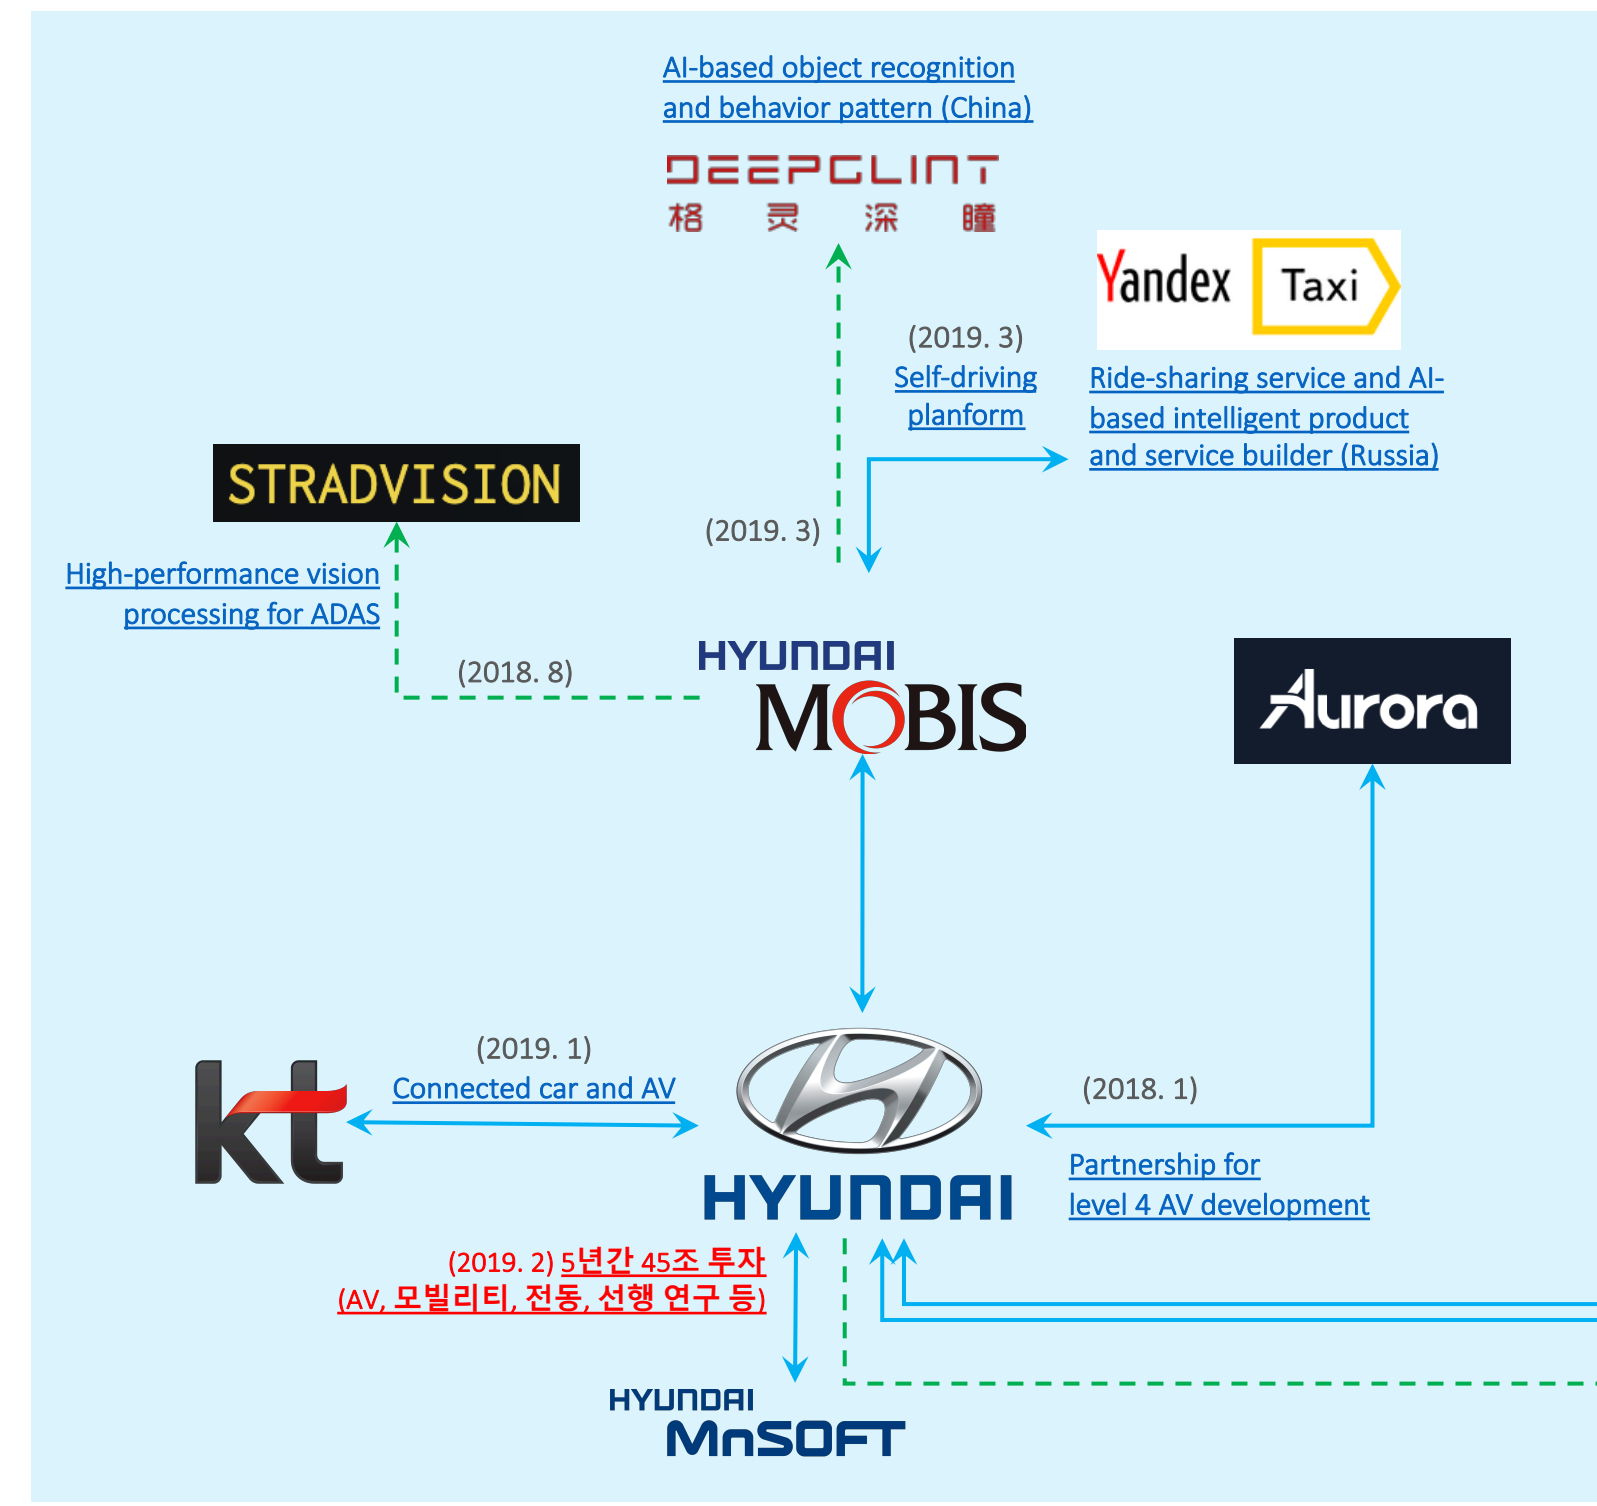 AI-based object recognition
and behavior pattern (China)
DEEPGLINT
格灵深瞳
Yandex Taxi
(2019. 3)
Self-driving
planform
Ride-sharing service and AI-
based intelligent product
and service builder (Russia)
STRADVISION
(2019. 3)
High-performance vision
processing for ADAS
(2018. 8)
HYUNDAI
MOBIS
Aurora
kt
(2019. 1)
Connected car and AV
(2018. 1)
HYUNDAI
Partnership for
level 4 AV development
(2019. 2) 5년간 45조 투자
(AV, 모빌리티, 전동, 선행 연구 등)
HYUNDAI
MnSOFT